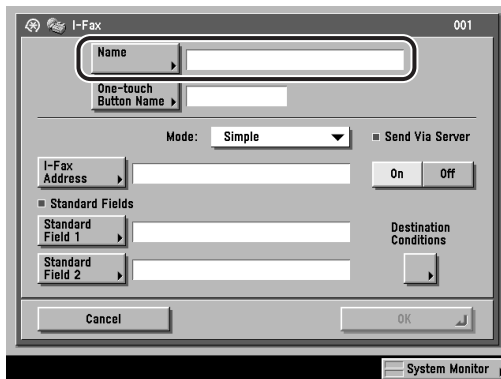 I-Fax 001
Name
One-touch
Button Name
Mode: Simple Send Via Server
I-Fax
Address
On Off
Standard Fields
Standard
Field 1
Destination
Conditions
Standard
Field 2
Cancel OK
System Monitor